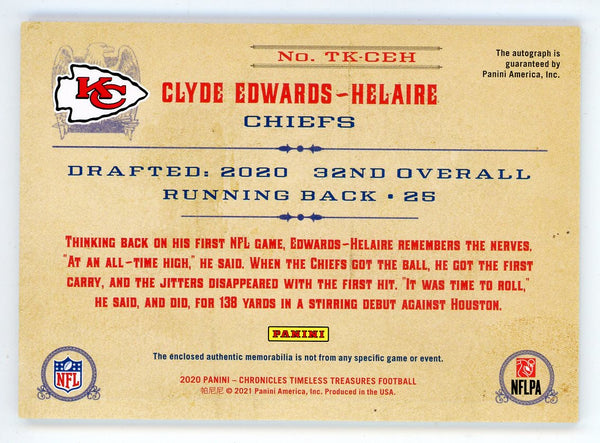 No. TK-CEH
The autograph is
guaranteed by
Panini America, Inc.
KC
CLYDE EDWARDS-HELAIRE
CHIEFS
DRAFTED: 2020 32ND OVERALL
RUNNING BACK • 25
THINKING BACK ON HIS FIRST NFL GAME, EDWARDS-HELAIRE REMEMBERS THE NERVES.
"AT AN ALL-TIME HIGH," HE SAID. WHEN THE CHIEFS GOT THE BALL, HE GOT THE FIRST
CARRY, AND THE JITTERS DISAPPEARED WITH THE FIRST HIT. "IT WAS TIME TO ROLL,"
HE SAID, AND DID, FOR 138 YARDS IN A STIRRING DEBUT AGAINST HOUSTON.
PANINI
The enclosed authentic memorabilia is not from any specific game or event.
NFL
2020 PANINI – CHRONICLES TIMELESS TREASURES FOOTBALL
帕尼尼 © 2021 Panini America, Inc. Produced in the USA.
NFLPA